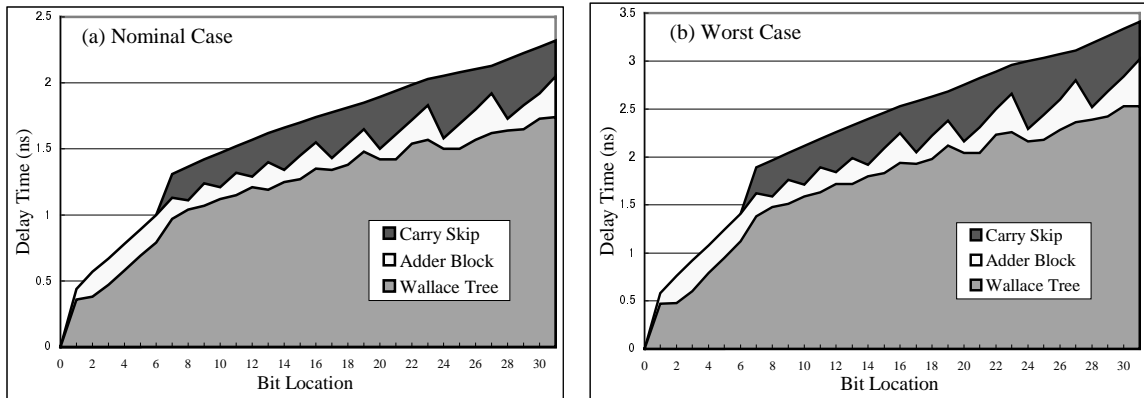 (a) Nominal Case
2.5
2
1.5
1
0.5
0
Delay Time (ns)
Carry Skip
Adder Block
Wallace Tree
0 2 4 6 8 10 12 14 16 18 20 22 24 26 28 30
Bit Location
(b) Worst Case
3.5
3
2.5
2
1.5
1
0.5
0
Delay Time (ns)
Carry Skip
Adder Block
Wallace Tree
0 2 4 6 8 10 12 14 16 18 20 22 24 26 28 30
Bit Location